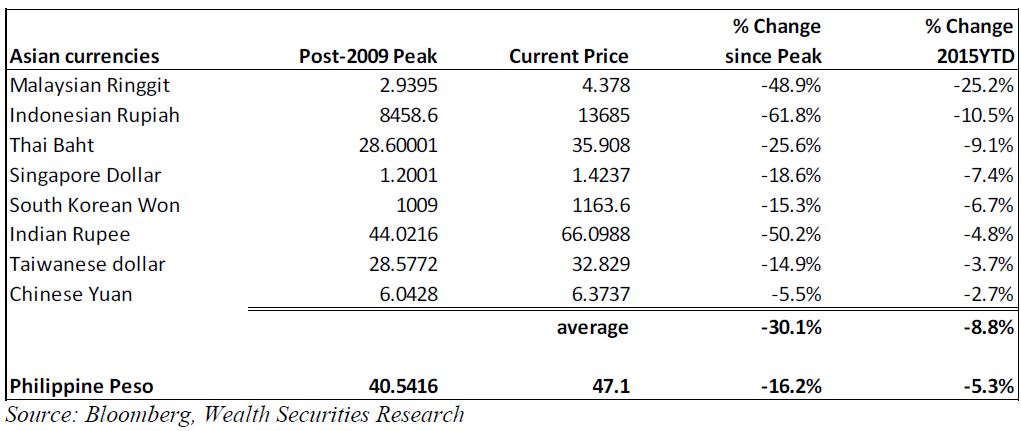 % Change % Change
Asian currencies Post-2009 Peak Current Price since Peak 2015YTD
Malaysian Ringgit 2.9395 4.378 -48.9% -25.2%
Indonesian Rupiah 8458.6 13685 -61.8% -10.5%
Thai Baht 28.60001 35.908 -25.6% -9.1%
Singapore Dollar 1.2001 1.4237 -18.6% -7.4%
South Korean Won 1009 1163.6 -15.3% -6.7%
Indian Rupee 44.0216 66.0988 -50.2% -4.8%
Taiwanese dollar 28.5772 32.829 -14.9% -3.7%
Chinese Yuan 6.0428 6.3737 -5.5% -2.7%
average -30.1% -8.8%
Philippine Peso 40.5416 47.1 -16.2% -5.3%
Source: Bloomberg, Wealth Securities Research